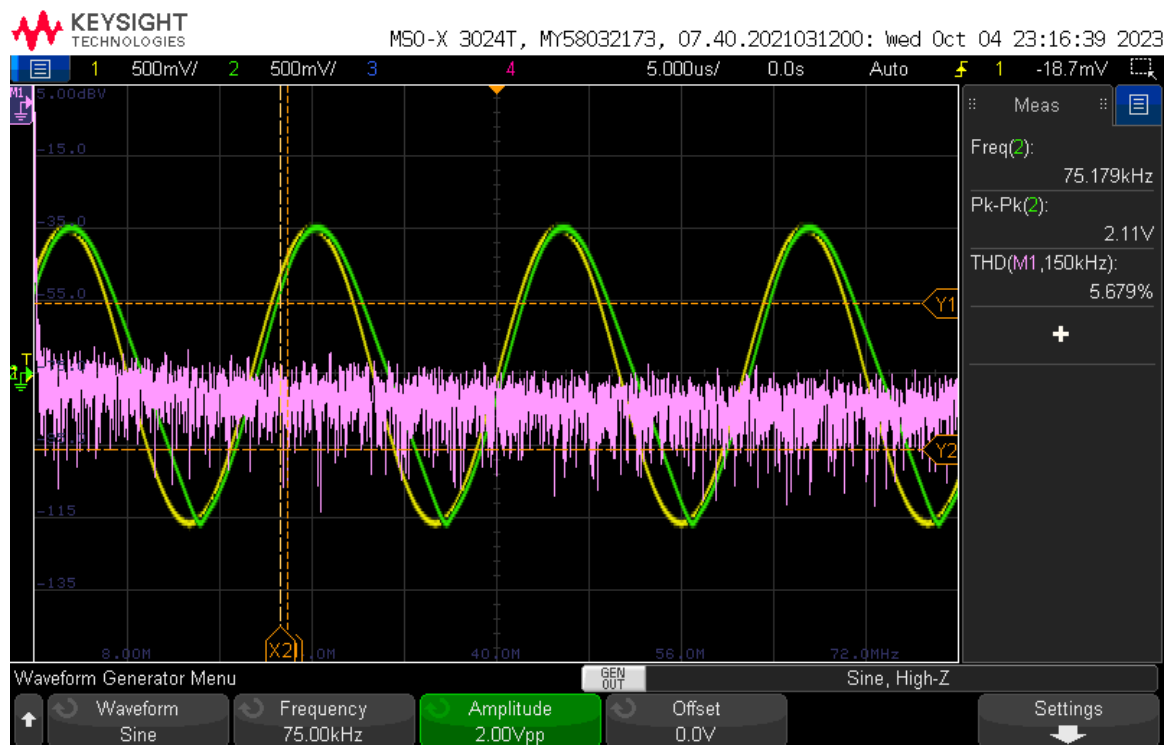 KEYSIGHT
TECHNOLOGIES
MSO-X 3024T, MY58032173, 07.40.2021031200: Wed Oct 04 23:16:39 2023
1 500mV/ 2 500mV/ 3 4 5.000us/ 0.0s Auto 1 -18.7mV
M1 5.00dBV
Meas
-15.0
Freq(2):
75.179kHz
Pk-Pk(2):
2.11V
-35.0
THD(M1,150kHz):
5.679%
-55.0
Y1
+
T
Y2
-115
-135
X2
8.00M 40.0M 56.0M 72.0MHz
Waveform Generator Menu
GEN OUT
Sine, High-Z
Waveform Frequency Amplitude Offset Settings
Sine 75.00kHz 2.00Vpp 0.0V